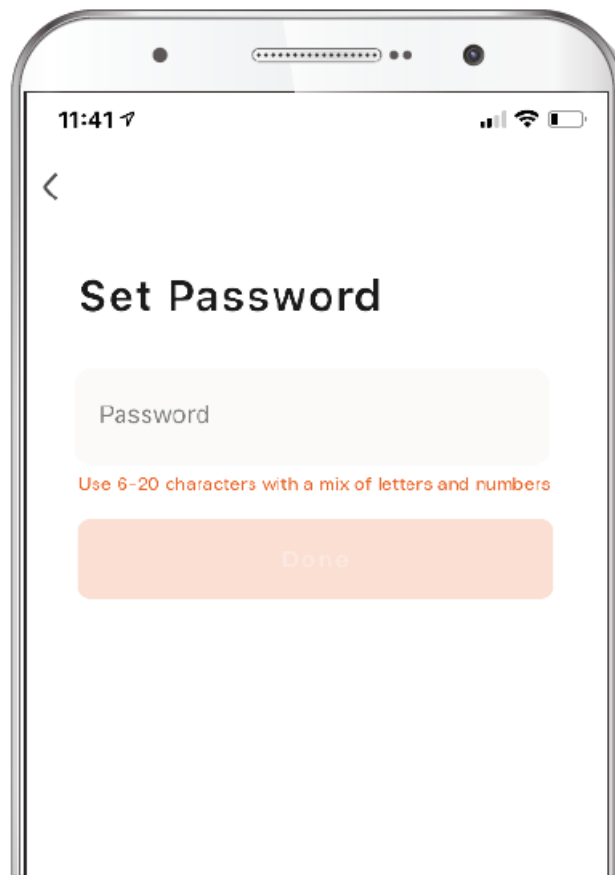 11:41
Set Password
Password
Use 6-20 characters with a mix of letters and numbers
Done